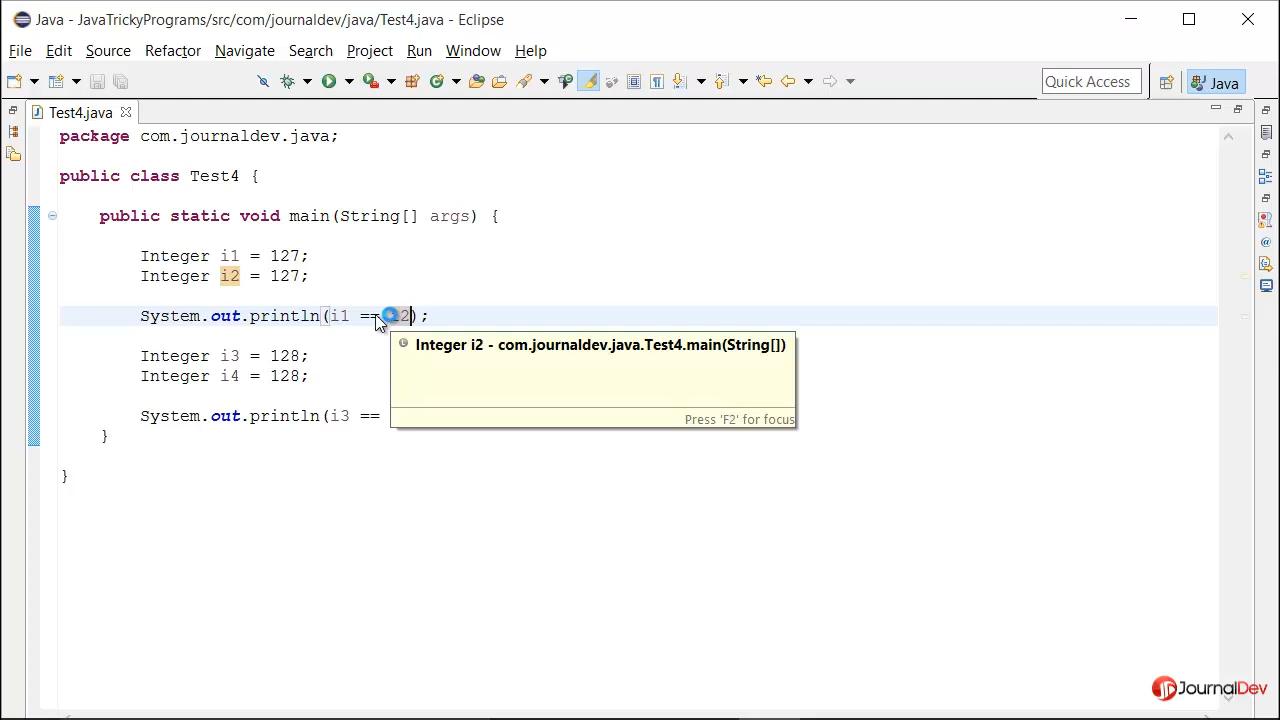 Java - JavaTrickyPrograms/src/com/journaldev/java/Test4.java - Eclipse
File Edit Source Refactor Navigate Search Project Run Window Help
Quick Access Java
Test4.java
package com.journaldev.java;
public class Test4 {
public static void main(String[] args) {
Integer i1 = 127;
Integer i2 = 127;
System.out.println(i1 == i2);
Integer i2 - com.journaldev.java.Test4.main(String[])
Integer i3 = 128;
Integer i4 = 128;
System.out.println(i3 ==
Press 'F2' for focus
}
}
JournalDev